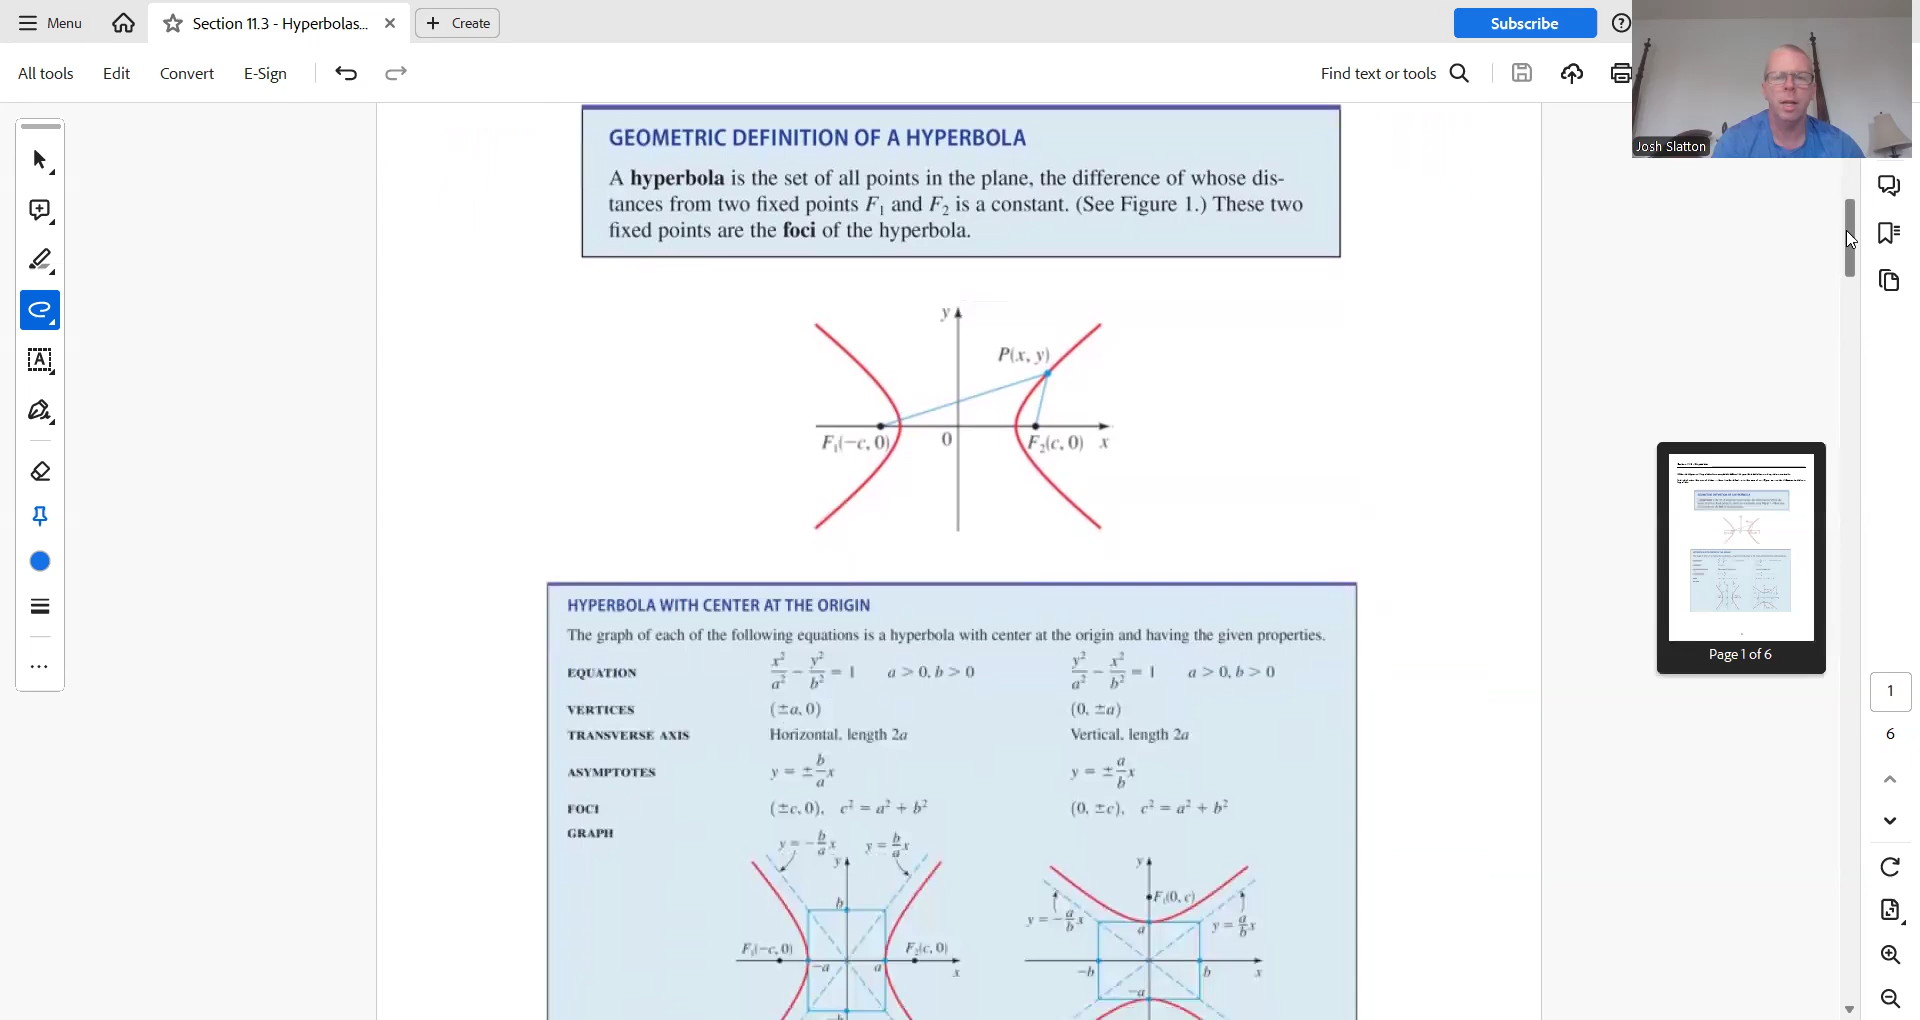 Menu
Section 11.3 - Hyperbolas...
Create
Subscribe
All tools
Edit
Convert
E-Sign
Find text or tools
Josh Slatton
GEOMETRIC DEFINITION OF A HYPERBOLA
A hyperbola is the set of all points in the plane, the difference of whose dis-
tances from two fixed points F₁ and F₂ is a constant. (See Figure 1.) These two
fixed points are the foci of the hyperbola.
y
P(x, y)
F₁(−c, 0)
0
F₂(c, 0)
x
HYPERBOLA WITH CENTER AT THE ORIGIN
The graph of each of the following equations is a hyperbola with center at the origin and having the given properties.
EQUATION x²/a² − y²/b² = 1 a > 0, b > 0 y²/a² − x²/b² = 1 a > 0, b > 0
VERTICES (±a, 0) (0, ±a)
TRANSVERSE AXIS Horizontal, length 2a Vertical, length 2a
ASYMPTOTES y = ±b/a x y = ±a/b x
FOCI (±c, 0), c² = a² + b² (0, ±c), c² = a² + b²
GRAPH
y = −b/a x
y = b/a x
y
b
F₁(−c, 0)
F₂(c, 0)
−a
a
x
−b
y
F₁(0, c)
y = −a/b x
y = a/b x
a
−b
b
x
−a
Page 1 of 6
1
6